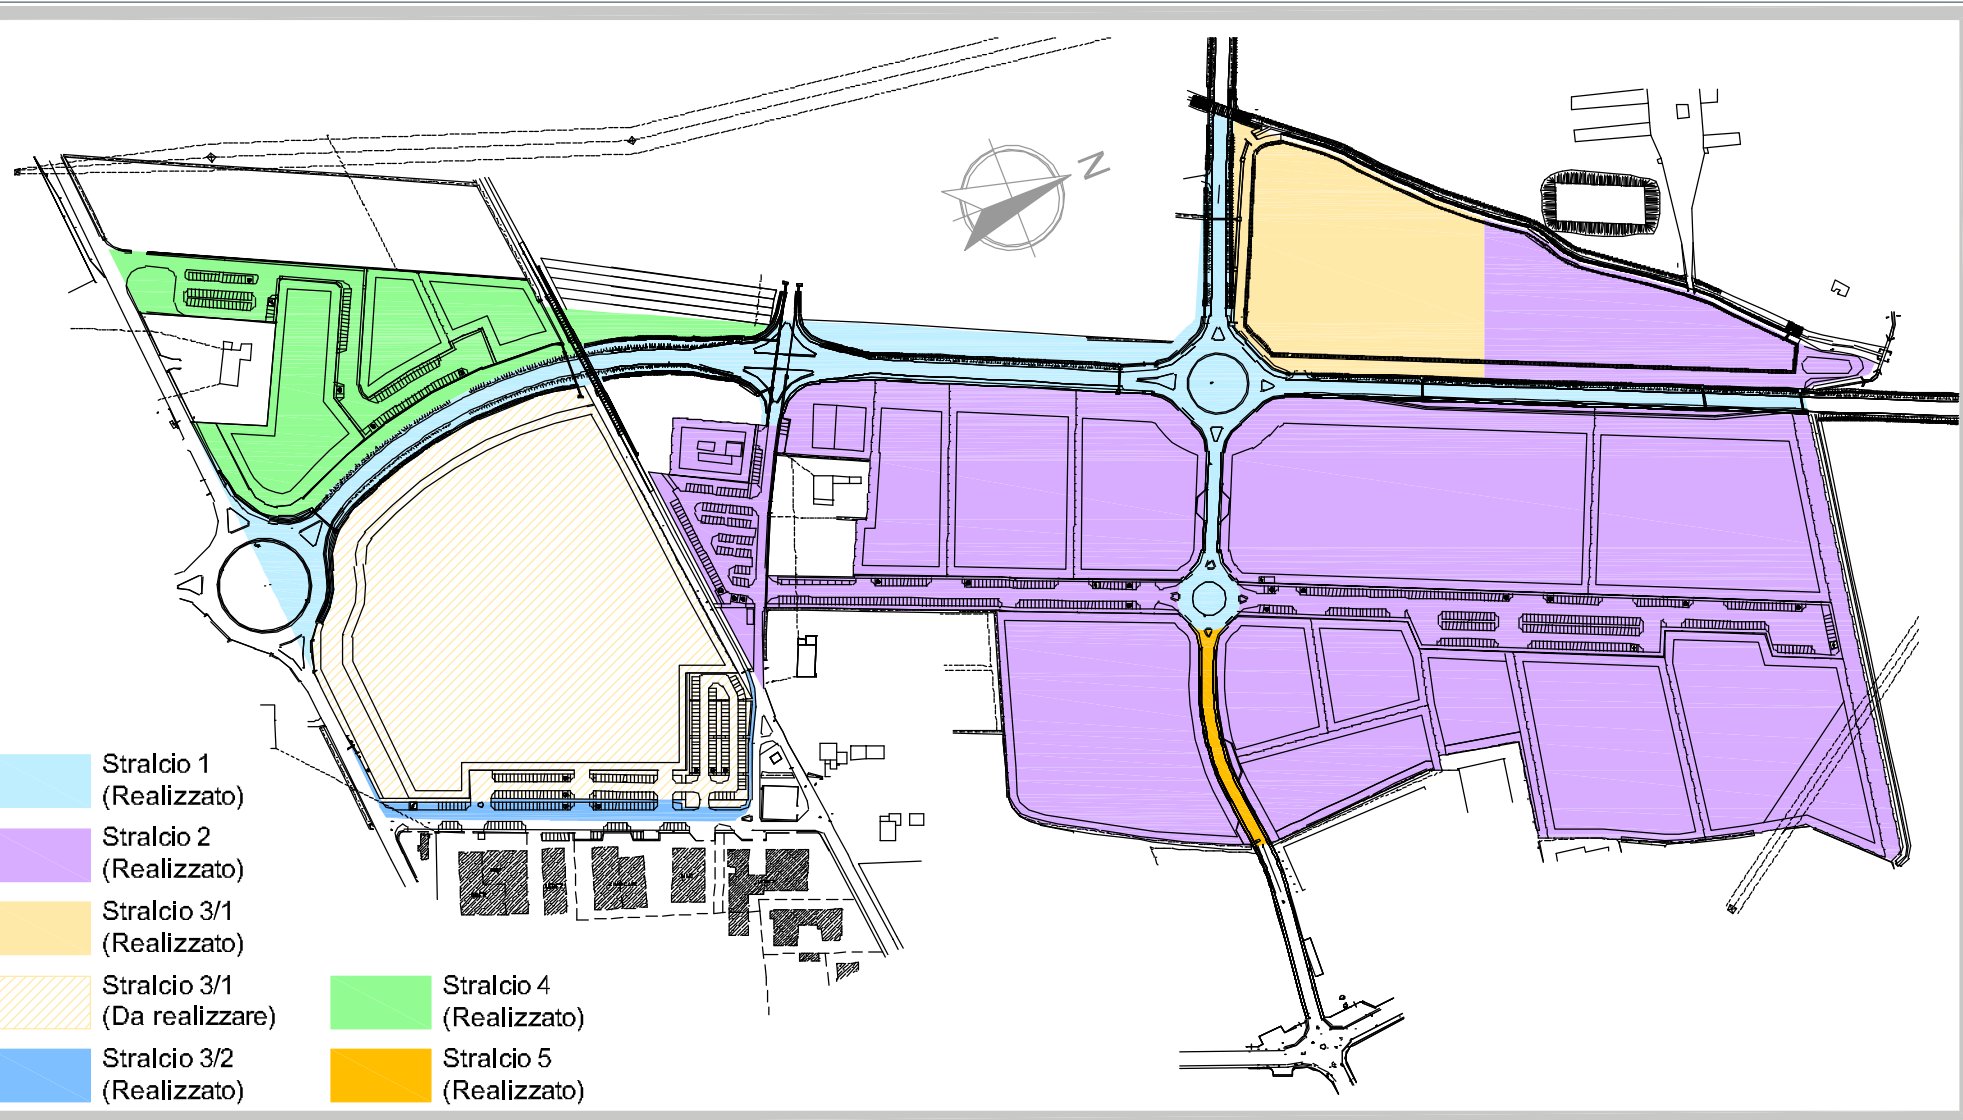 N
Stralcio 1
(Realizzato)
Stralcio 2
(Realizzato)
Stralcio 3/1
(Realizzato)
Stralcio 3/1
(Da realizzare)
Stralcio 3/2
(Realizzato)
Stralcio 4
(Realizzato)
Stralcio 5
(Realizzato)